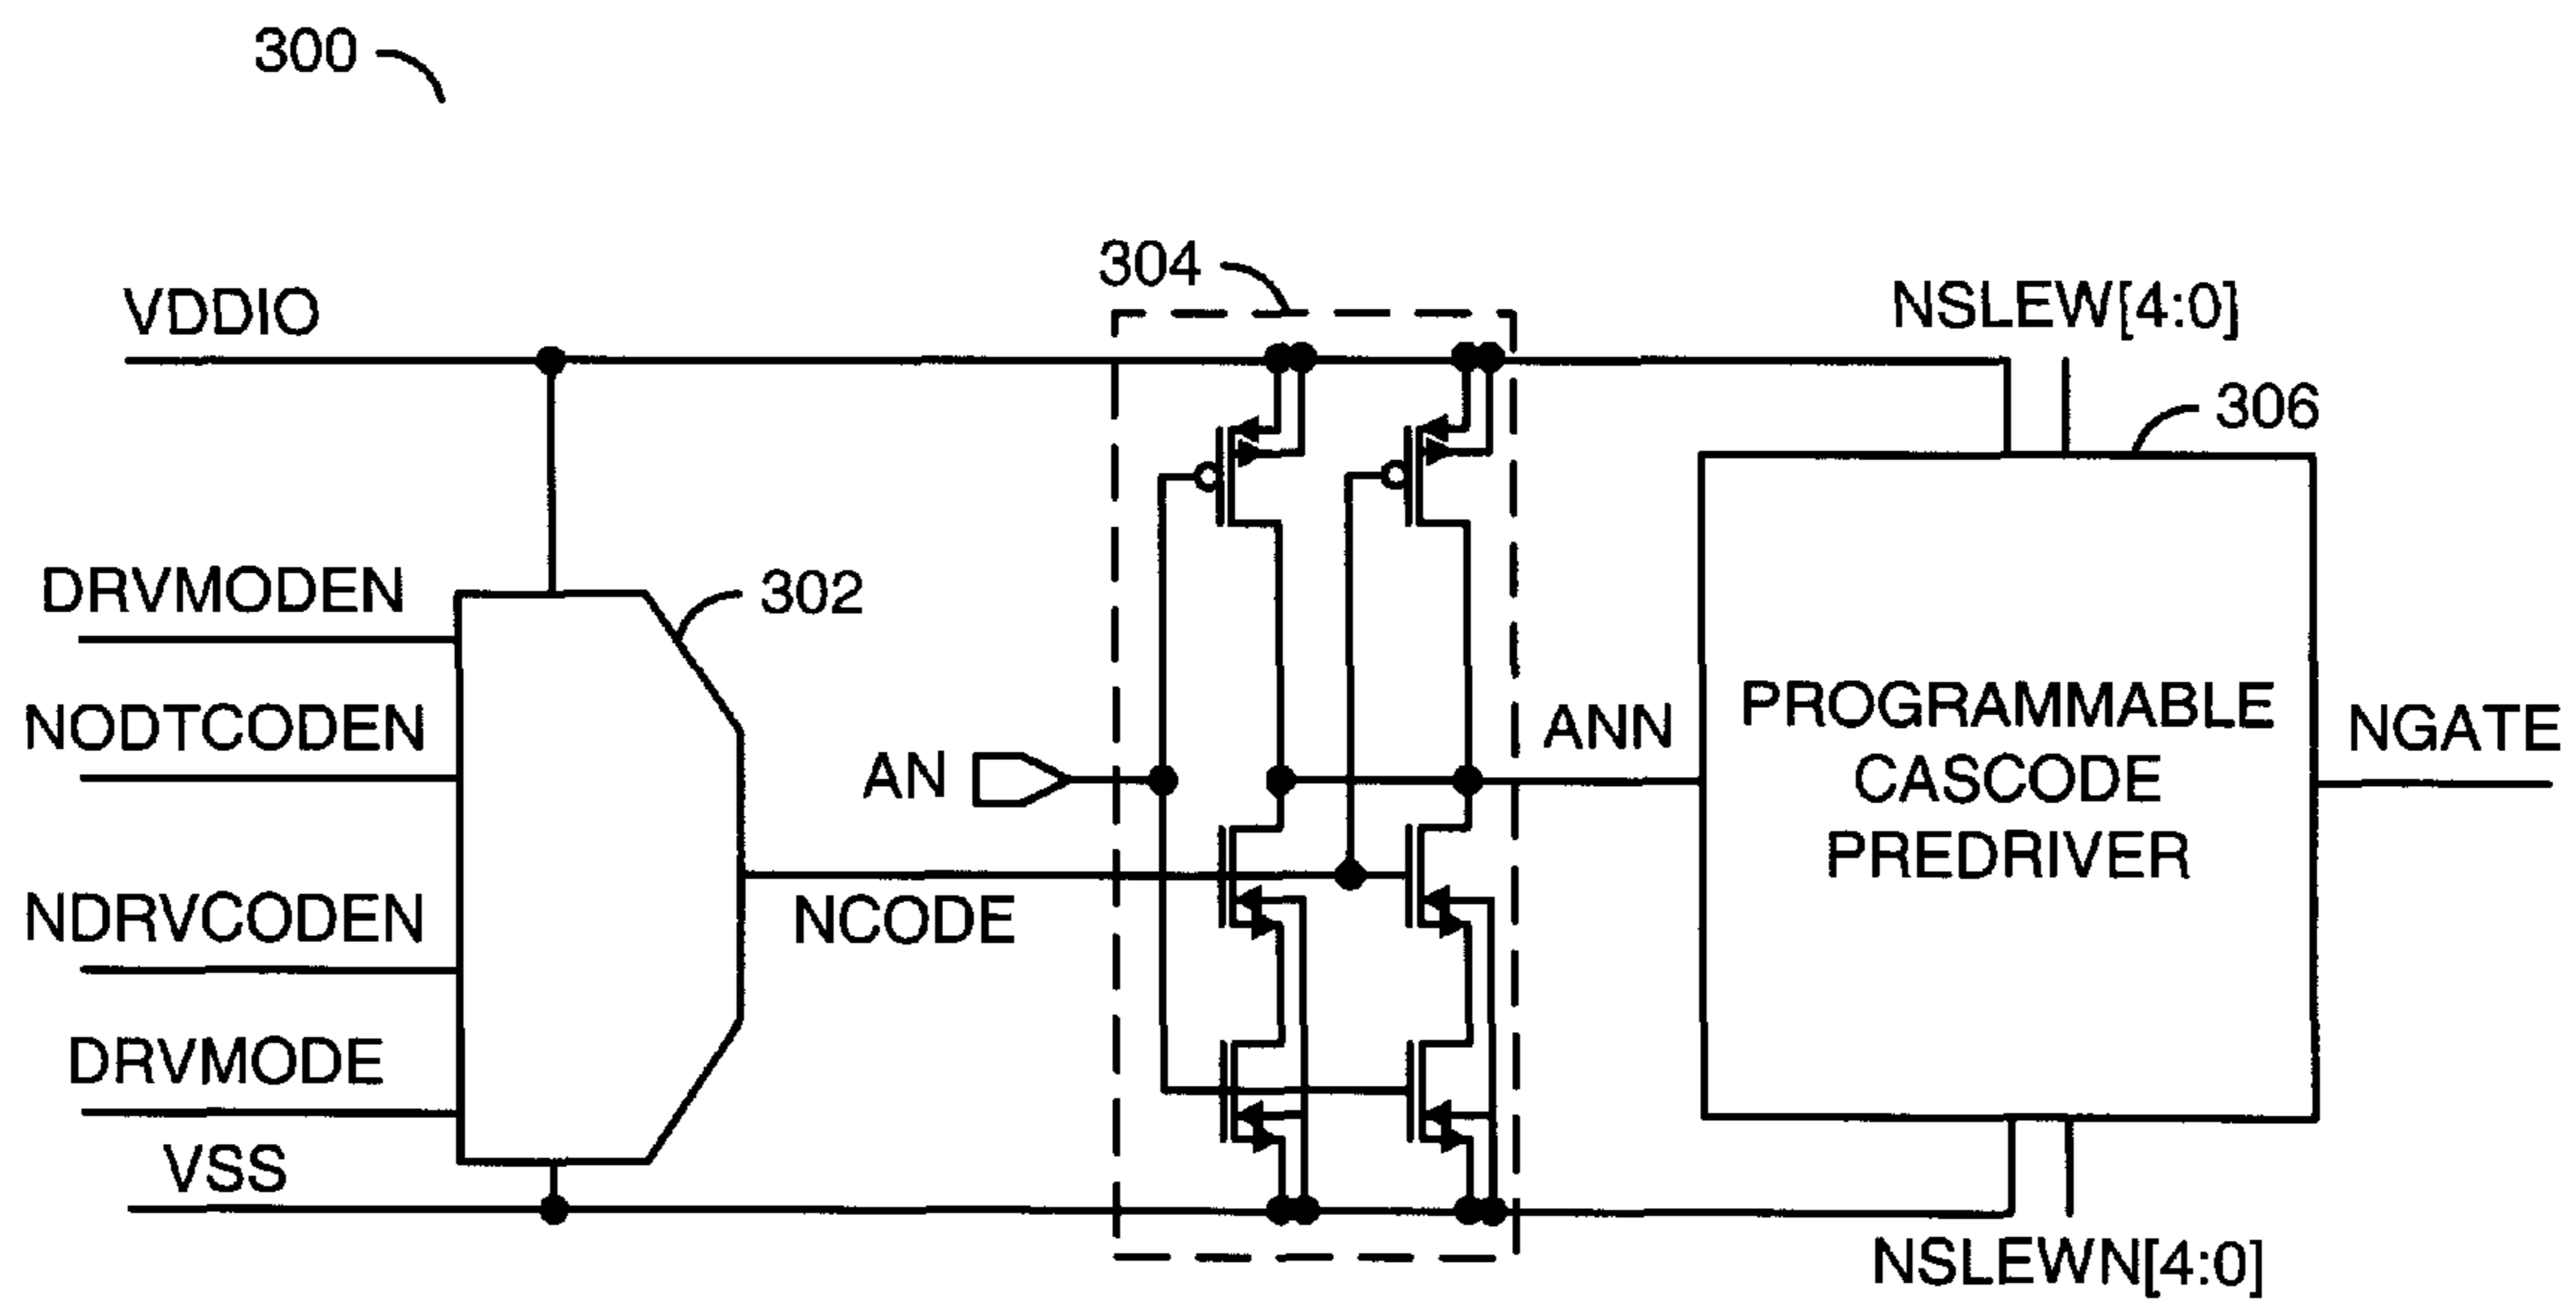 300
304
VDDIO
NSLEW[4:0]
306
DRVMODEN
302
NODTCODEN
AN
ANN
PROGRAMMABLE
CASCODE
PREDRIVER
NGATE
NDRVCODEN
NCODE
DRVMODE
VSS
NSLEWN[4:0]